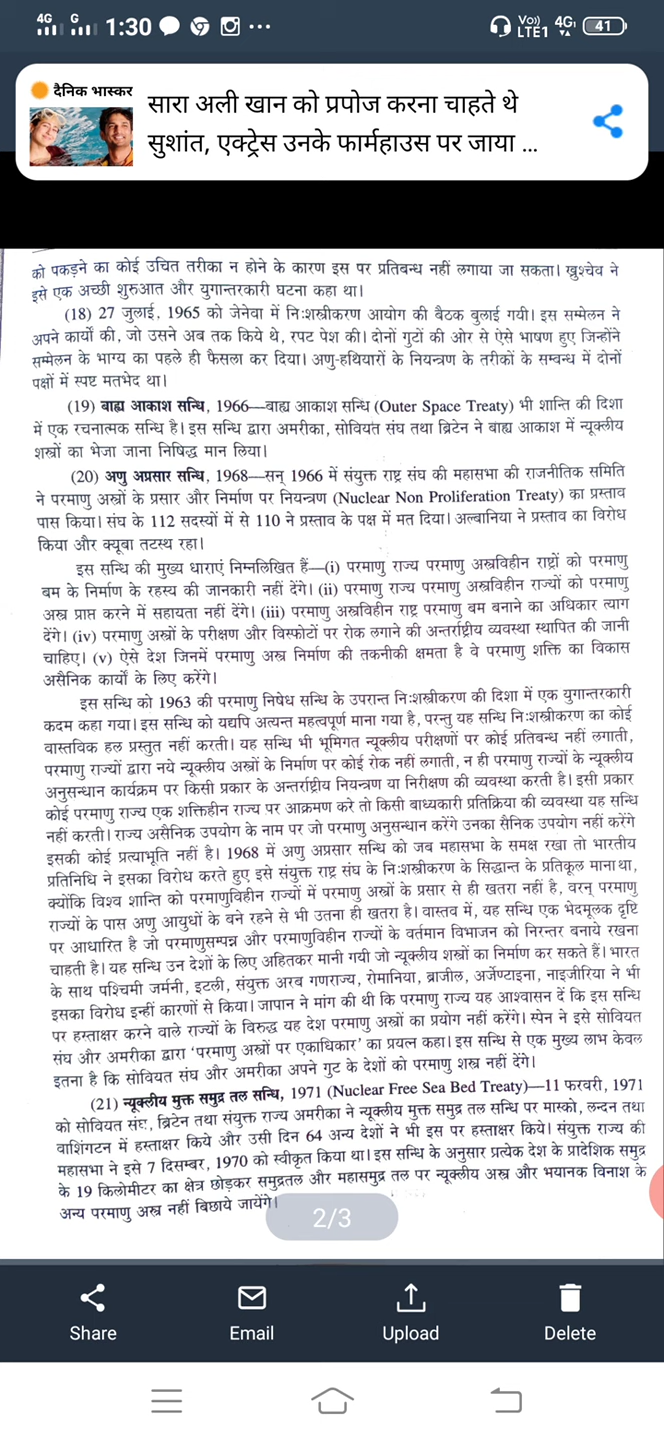 4G G 1:30 ... Vo)) LTE1 4G 41
दैनिक भास्कर
सारा अली खान को प्रपोज करना चाहते थे
सुशांत, एक्ट्रेस उनके फार्महाउस पर जाया ...
को पकड़ने का कोई उचित तरीका न होने के कारण इस पर प्रतिबन्ध नहीं लगाया जा सकता। ख्रुश्चेव ने
इसे एक अच्छी शुरुआत और युगान्तरकारी घटना कहा था।
(18) 27 जुलाई, 1965 को जेनेवा में निःशस्त्रीकरण आयोग की बैठक बुलाई गयी। इस सम्मेलन ने
अपने कार्यों की, जो उसने अब तक किये थे, रपट पेश की। दोनों गुटों की ओर से ऐसे भाषण हुए जिन्होंने
सम्मेलन के भाग्य का पहले ही फैसला कर दिया। अणु-हथियारों के नियन्त्रण के तरीकों के सम्बन्ध में दोनों
पक्षों में स्पष्ट मतभेद था।
(19) बाह्य आकाश सन्धि, 1966—बाह्य आकाश सन्धि (Outer Space Treaty) भी शान्ति की दिशा
में एक रचनात्मक सन्धि है। इस सन्धि द्वारा अमरीका, सोवियत संघ तथा ब्रिटेन ने बाह्य आकाश में न्यूक्लीय
शस्त्रों का भेजा जाना निषिद्ध मान लिया।
(20) अणु अप्रसार सन्धि, 1968—सन् 1966 में संयुक्त राष्ट्र संघ की महासभा की राजनीतिक समिति
ने परमाणु अस्त्रों के प्रसार और निर्माण पर नियन्त्रण (Nuclear Non Proliferation Treaty) का प्रस्ताव
पास किया। संघ के 112 सदस्यों में से 110 ने प्रस्ताव के पक्ष में मत दिया। अल्बानिया ने प्रस्ताव का विरोध
किया और क्यूबा तटस्थ रहा।
इस सन्धि की मुख्य धाराएं निम्नलिखित हैं—(i) परमाणु राज्य परमाणु अस्त्रविहीन राष्ट्रों को परमाणु
बम के निर्माण के रहस्य की जानकारी नहीं देंगे। (ii) परमाणु राज्य परमाणु अस्त्रविहीन राज्यों को परमाणु
अस्त्र प्राप्त करने में सहायता नहीं देंगे। (iii) परमाणु अस्त्रविहीन राष्ट्र परमाणु बम बनाने का अधिकार त्याग
देंगे। (iv) परमाणु अस्त्रों के परीक्षण और विस्फोटों पर रोक लगाने की अन्तर्राष्ट्रीय व्यवस्था स्थापित की जानी
चाहिए। (v) ऐसे देश जिनमें परमाणु अस्त्र निर्माण की तकनीकी क्षमता है वे परमाणु शक्ति का विकास
असैनिक कार्यों के लिए करेंगे।
इस सन्धि को 1963 की परमाणु निषेध सन्धि के उपरान्त निःशस्त्रीकरण की दिशा में एक युगान्तरकारी
कदम कहा गया। इस सन्धि को यद्यपि अत्यन्त महत्वपूर्ण माना गया है, परन्तु यह सन्धि निःशस्त्रीकरण का कोई
वास्तविक हल प्रस्तुत नहीं करती। यह सन्धि भी भूमिगत न्यूक्लीय परीक्षणों पर कोई प्रतिबन्ध नहीं लगाती,
परमाणु राज्यों द्वारा नये न्यूक्लीय अस्त्रों के निर्माण पर कोई रोक नहीं लगाती, न ही परमाणु राज्यों के न्यूक्लीय
अनुसन्धान कार्यक्रम पर किसी प्रकार के अन्तर्राष्ट्रीय नियन्त्रण या निरीक्षण की व्यवस्था करती है। इसी प्रकार
कोई परमाणु राज्य एक शक्तिहीन राज्य पर आक्रमण करे तो किसी बाध्यकारी प्रतिक्रिया की व्यवस्था यह सन्धि
नहीं करती। राज्य असैनिक उपयोग के नाम पर जो परमाणु अनुसन्धान करेंगे उनका सैनिक उपयोग नहीं करेंगे
इसकी कोई प्रत्याभूति नहीं है। 1968 में अणु अप्रसार सन्धि को जब महासभा के समक्ष रखा तो भारतीय
प्रतिनिधि ने इसका विरोध करते हुए इसे संयुक्त राष्ट्र संघ के निःशस्त्रीकरण के सिद्धान्त के प्रतिकूल माना था,
क्योंकि विश्व शान्ति को परमाणुविहीन राज्यों में परमाणु अस्त्रों के प्रसार से ही खतरा नहीं है, वरन् परमाणु
राज्यों के पास अणु आयुधों के बने रहने से भी उतना ही खतरा है। वास्तव में, यह सन्धि एक भेदमूलक दृष्टि
पर आधारित है जो परमाणुसम्पन्न और परमाणुविहीन राज्यों के वर्तमान विभाजन को निरन्तर बनाये रखना
चाहती है। यह सन्धि उन देशों के लिए अहितकर मानी गयी जो न्यूक्लीय शस्त्रों का निर्माण कर सकते हैं। भारत
के साथ पश्चिमी जर्मनी, इटली, संयुक्त अरब गणराज्य, रोमानिया, ब्राजील, अर्जेण्टाइना, नाइजीरिया ने भी
इसका विरोध इन्हीं कारणों से किया। जापान ने मांग की थी कि परमाणु राज्य यह आश्वासन दें कि इस सन्धि
पर हस्ताक्षर करने वाले राज्यों के विरुद्ध यह देश परमाणु अस्त्रों का प्रयोग नहीं करेंगे। स्पेन ने इसे सोवियत
संघ और अमरीका द्वारा 'परमाणु अस्त्रों पर एकाधिकार' का प्रयत्न कहा। इस सन्धि से एक मुख्य लाभ केवल
इतना है कि सोवियत संघ और अमरीका अपने गुट के देशों को परमाणु शस्त्र नहीं देंगे।
(21) न्यूक्लीय मुक्त समुद्र तल सन्धि, 1971 (Nuclear Free Sea Bed Treaty)—11 फरवरी, 1971
को सोवियत संघ, ब्रिटेन तथा संयुक्त राज्य अमरीका ने न्यूक्लीय मुक्त समुद्र तल सन्धि पर मास्को, लन्दन तथा
वाशिंगटन में हस्ताक्षर किये और उसी दिन 64 अन्य देशों ने भी इस पर हस्ताक्षर किये। संयुक्त राज्य की
महासभा ने इसे 7 दिसम्बर, 1970 को स्वीकृत किया था। इस सन्धि के अनुसार प्रत्येक देश के प्रादेशिक समुद्र
के 19 किलोमीटर का क्षेत्र छोड़कर समुद्रतल और महासमुद्र तल पर न्यूक्लीय अस्त्र और भयानक विनाश के
अन्य परमाणु अस्त्र नहीं बिछाये जायेंगे।
2/3
Share Email Upload Delete